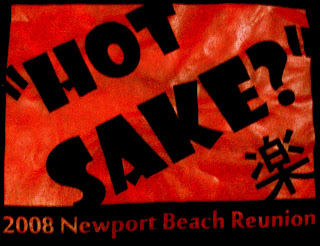 "HOT
SAKE?"
楽
2008 Newport Beach Reunion